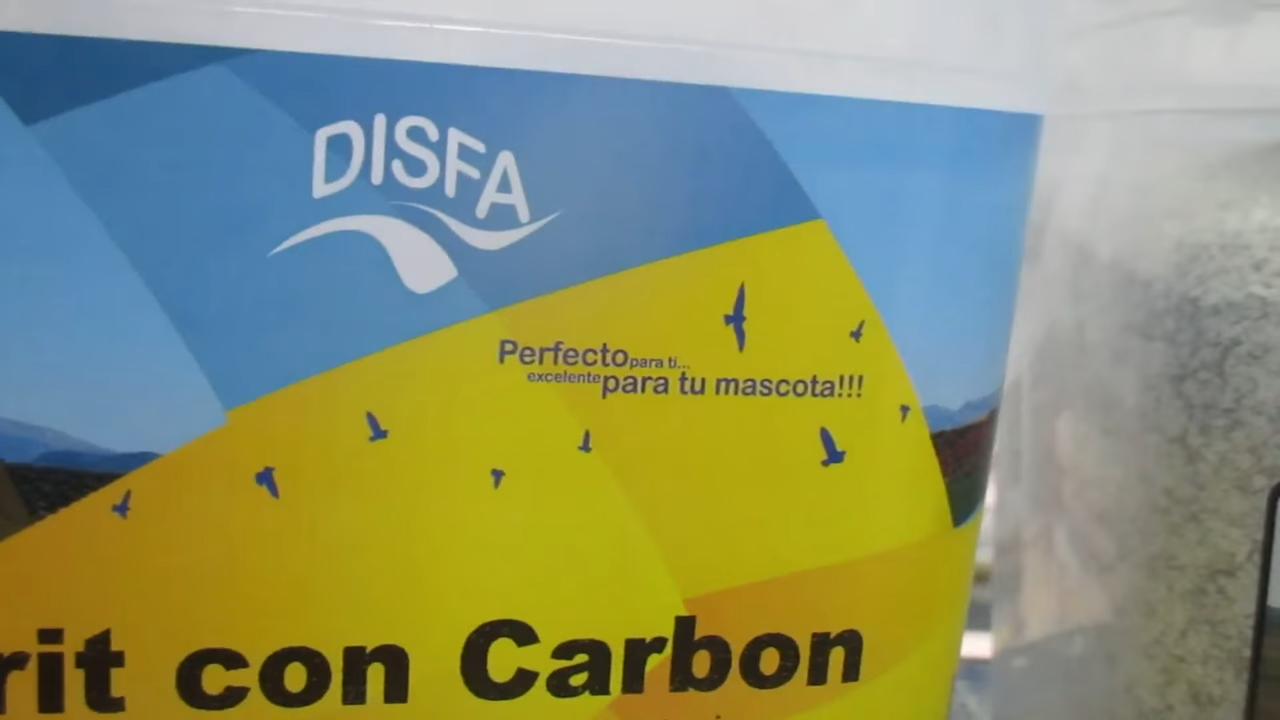 DISFA
Perfecto para ti...
excelente para tu mascota!!!
rit con Carbon